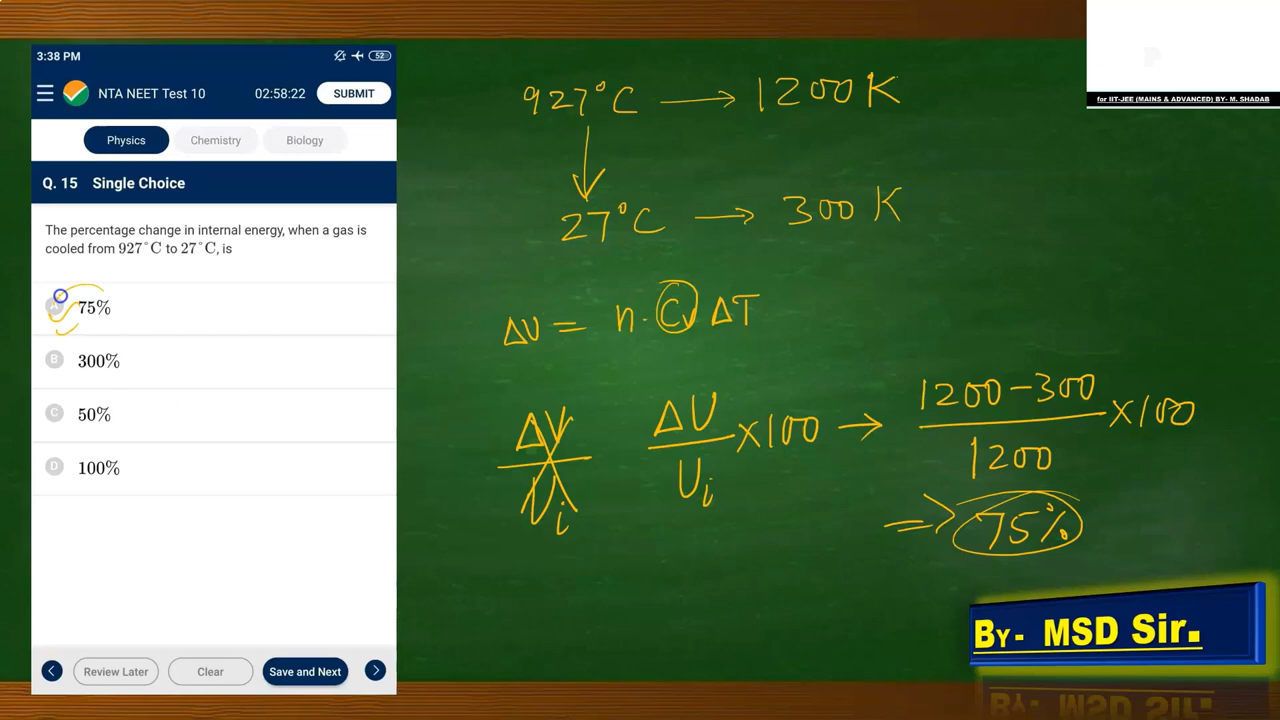 3:38 PM
52
NTA NEET Test 10
02:58:22
SUBMIT
Physics
Chemistry
Biology
Q. 15 Single Choice
The percentage change in internal energy, when a gas is
cooled from 927°C to 27°C, is
A 75%
B 300%
C 50%
D 100%
Review Later
Clear
Save and Next
927°C → 1200 K
27°C → 300 K
ΔU = n. Cv ΔT
ΔU/Ui
ΔU/Ui ×100 → 1200-300/1200 ×100
⇒ 75%
for IIT-JEE (MAINS & ADVANCED) BY- M. SHADAB
By- MSD Sir.